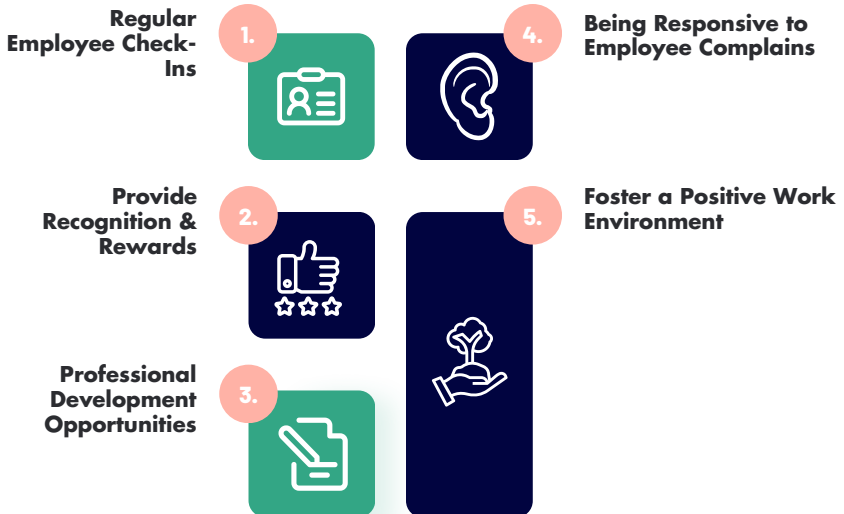 1.
Regular
Employee Check-
Ins
2.
Provide
Recognition &
Rewards
3.
Professional
Development
Opportunities
4.
Being Responsive to
Employee Complains
5.
Foster a Positive Work
Environment